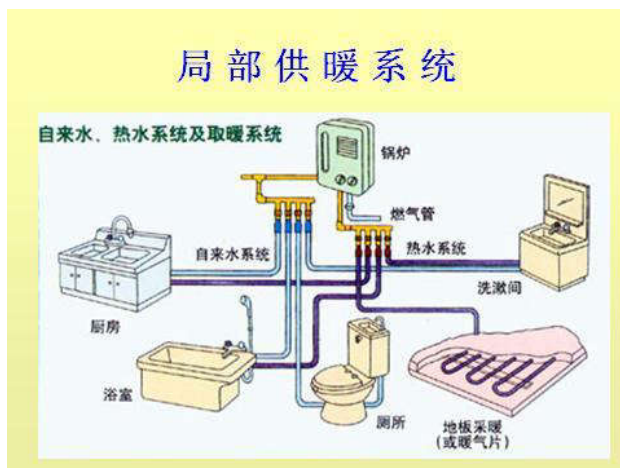 局部供暖系统
自来水、热水系统及取暖系统
锅炉
燃气管
自来水系统
热水系统
洗漱间
厨房
浴室
厕所
地板采暖
(或暖气片)